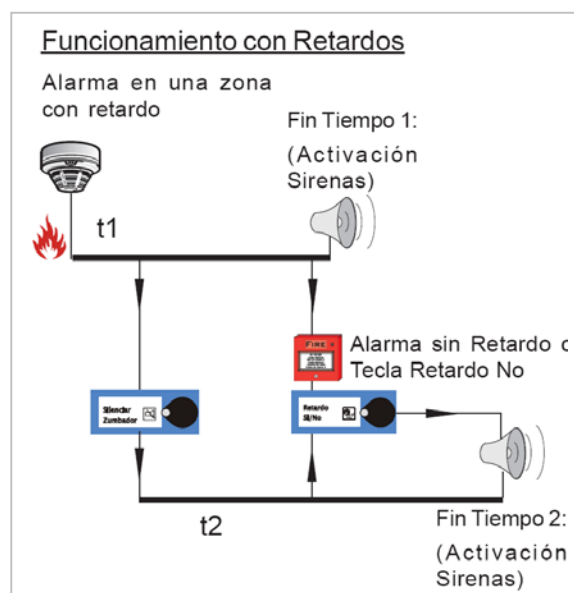 Funcionamiento con Retardos
Alarma en una zona
con retardo
Fin Tiempo 1:
(Activación
Sirenas)
t1
FIRE
Alarma sin Retardo o
Tecla Retardo No
Silenciar
Zumbador
Retardo
Si/No
t2
Fin Tiempo 2:
(Activación
Sirenas)